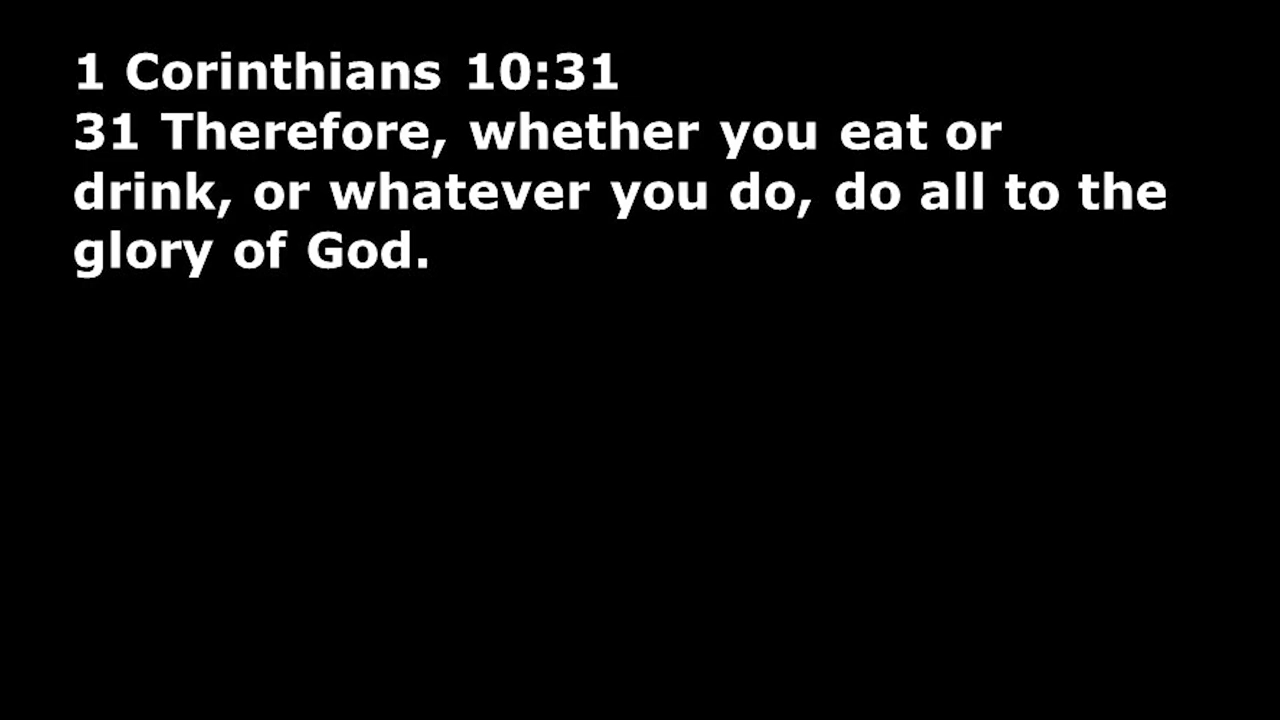 1 Corinthians 10:31
31 Therefore, whether you eat or
drink, or whatever you do, do all to the
glory of God.